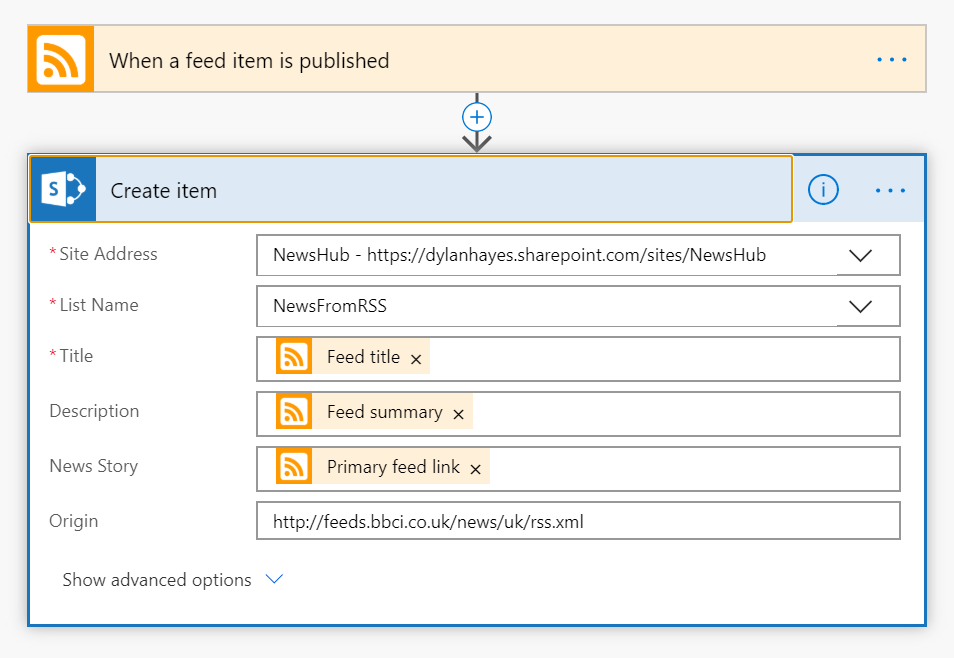 When a feed item is published
S
Create item
* Site Address
NewsHub - https://dylanhayes.sharepoint.com/sites/NewsHub
* List Name
NewsFromRSS
* Title
Feed title ×
Description
Feed summary ×
News Story
Primary feed link ×
Origin
http://feeds.bbci.co.uk/news/uk/rss.xml
Show advanced options